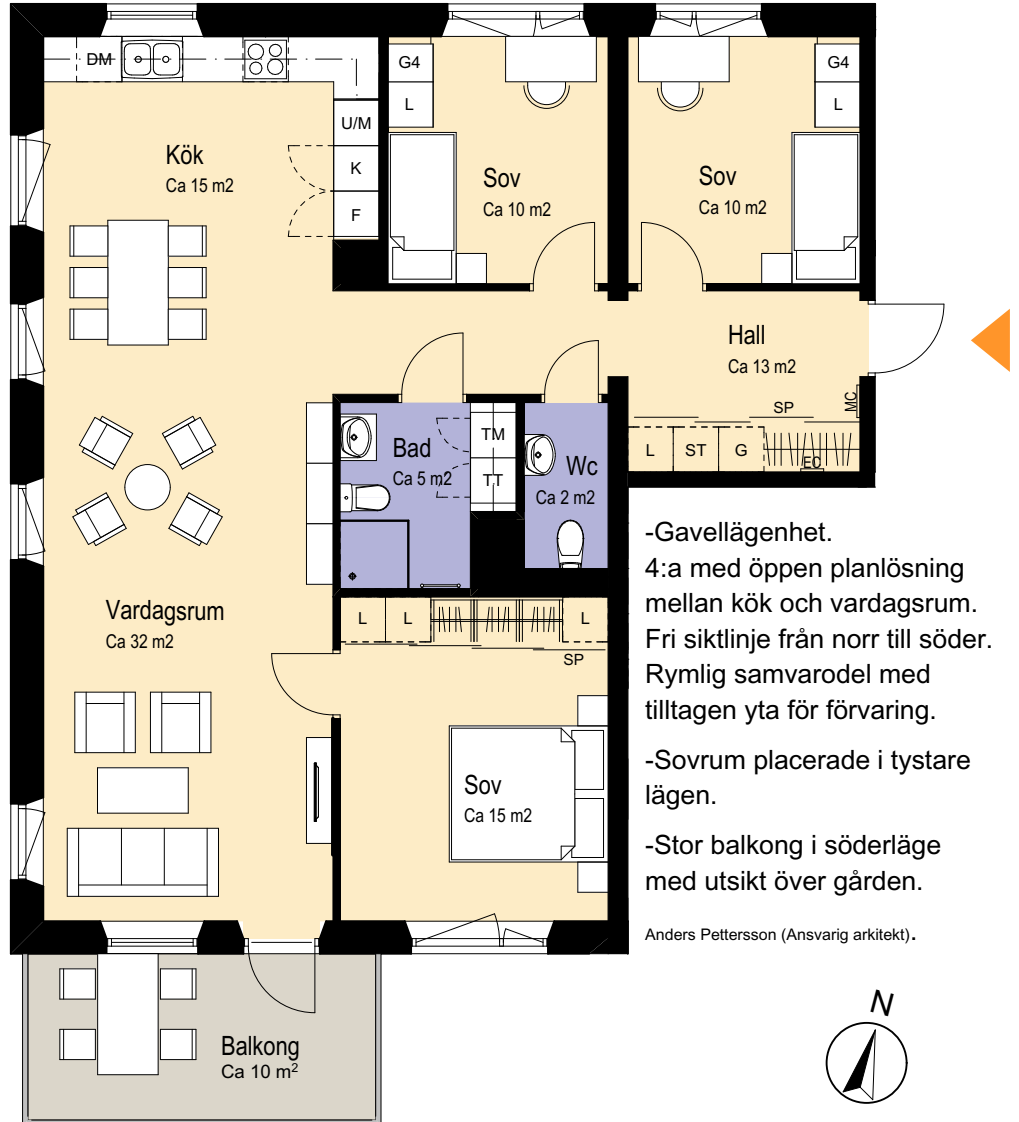 DM
G4
G4
L
L
U/M
K
F
Kök
Ca 15 m2
Sov
Ca 10 m2
Sov
Ca 10 m2
Hall
Ca 13 m2
SP
MC
L ST G
EC
Bad
Ca 5 m2
TM
TT
Wc
Ca 2 m2
Vardagsrum
Ca 32 m2
L L L
SP
Sov
Ca 15 m2
Balkong
Ca 10 m²
-Gavellägenhet.
4:a med öppen planlösning
mellan kök och vardagsrum.
Fri siktlinje från norr till söder.
Rymlig samvarodel med
tilltagen yta för förvaring.
-Sovrum placerade i tystare
lägen.
-Stor balkong i söderläge
med utsikt över gården.
Anders Pettersson (Ansvarig arkitekt).
N